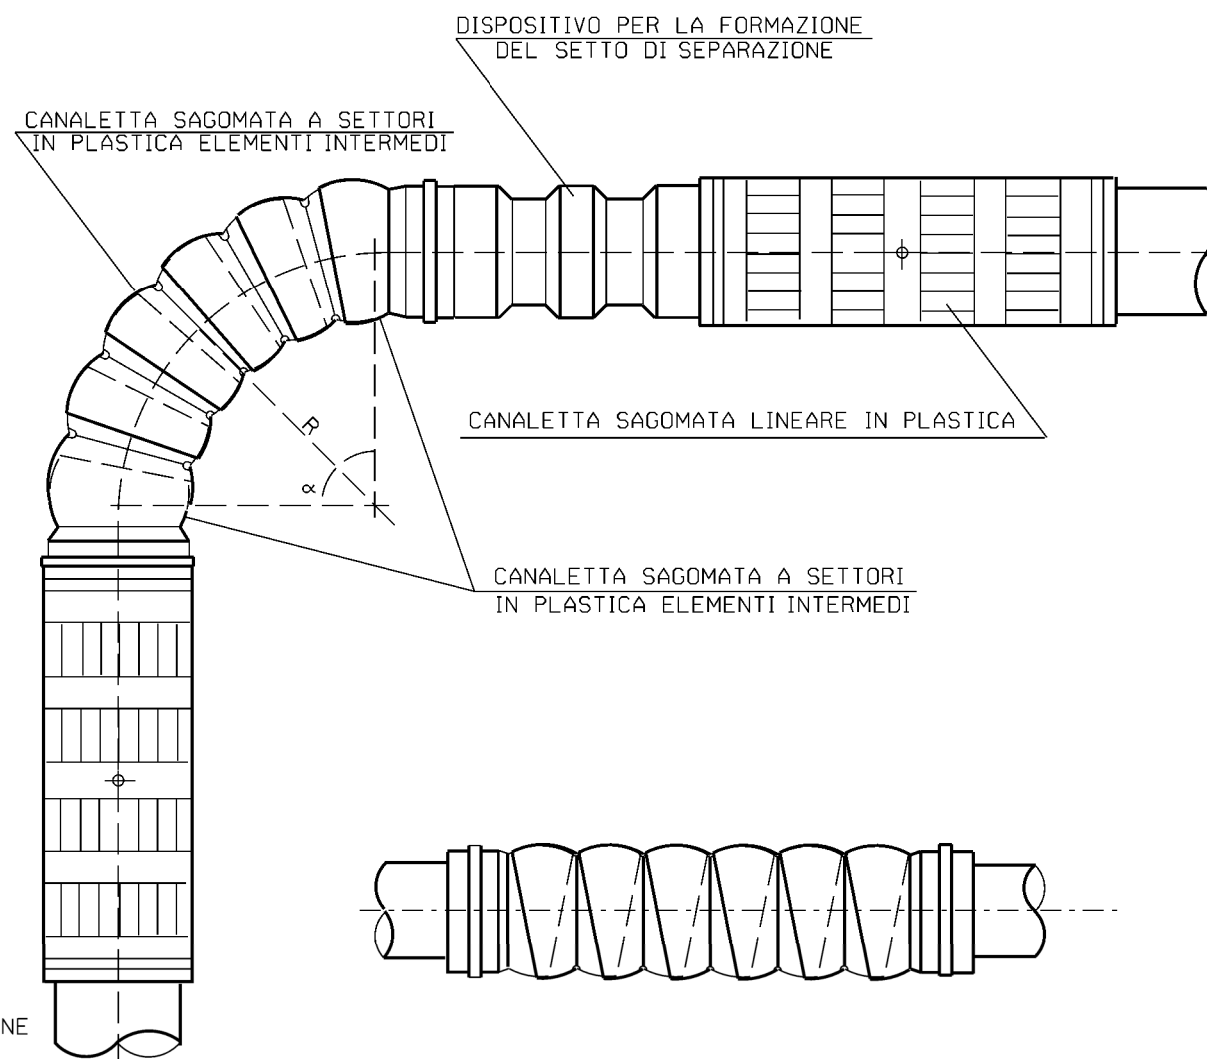 DISPOSITIVO PER LA FORMAZIONE
DEL SETTO DI SEPARAZIONE
CANALETTA SAGOMATA A SETTORI
IN PLASTICA ELEMENTI INTERMEDI
R
α
CANALETTA SAGOMATA LINEARE IN PLASTICA
CANALETTA SAGOMATA A SETTORI
IN PLASTICA ELEMENTI INTERMEDI
NE